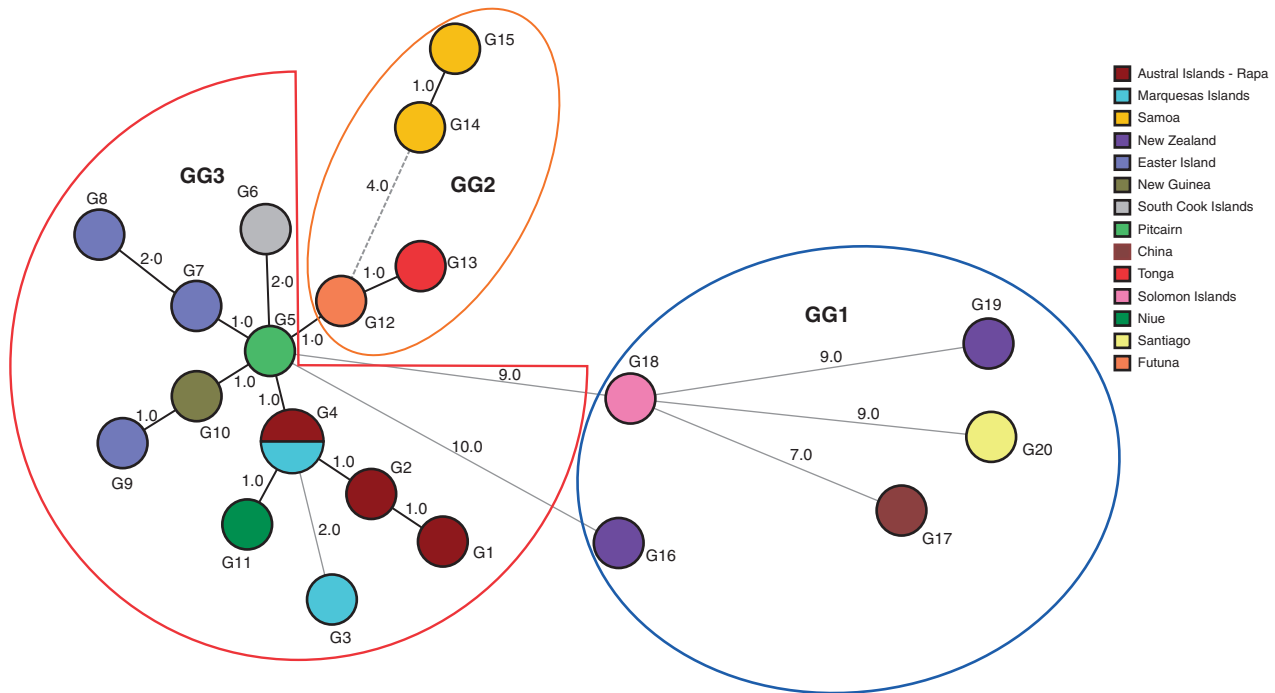 G15
1.0
G14
GG2
4.0
G13
1.0
G12
GG3
G6
G8
2·0
G7
2·0
G5
1·0
1·0
1.0
G10
1.0
G9
1.0
G4
1.0
G2
1.0
G1
1.0
G11
2.0
G3
9.0
10.0
GG1
G18
G19
9.0
9.0
G20
7.0
G17
G16
Austral Islands - Rapa
Marquesas Islands
Samoa
New Zealand
Easter Island
New Guinea
South Cook Islands
Pitcairn
China
Tonga
Solomon Islands
Niue
Santiago
Futuna